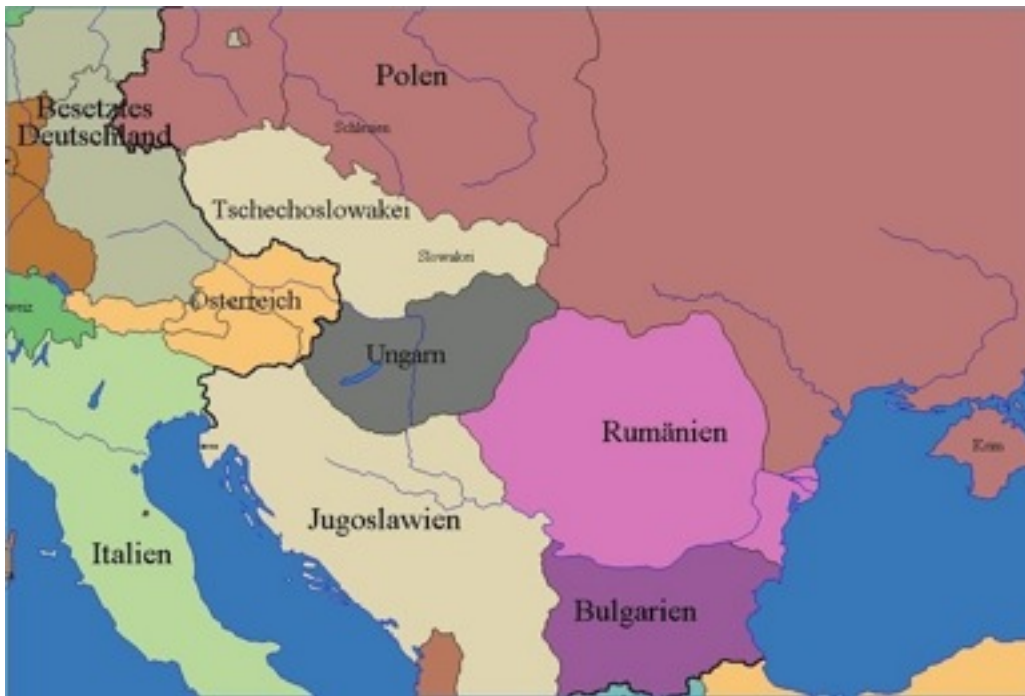 Polen
Besetztes
Deutschland
Schlesien
Tschechoslowakei
Slowakei
Österreich
Ungarn
Rumänien
Krim
Jugoslawien
Italien
Bulgarien